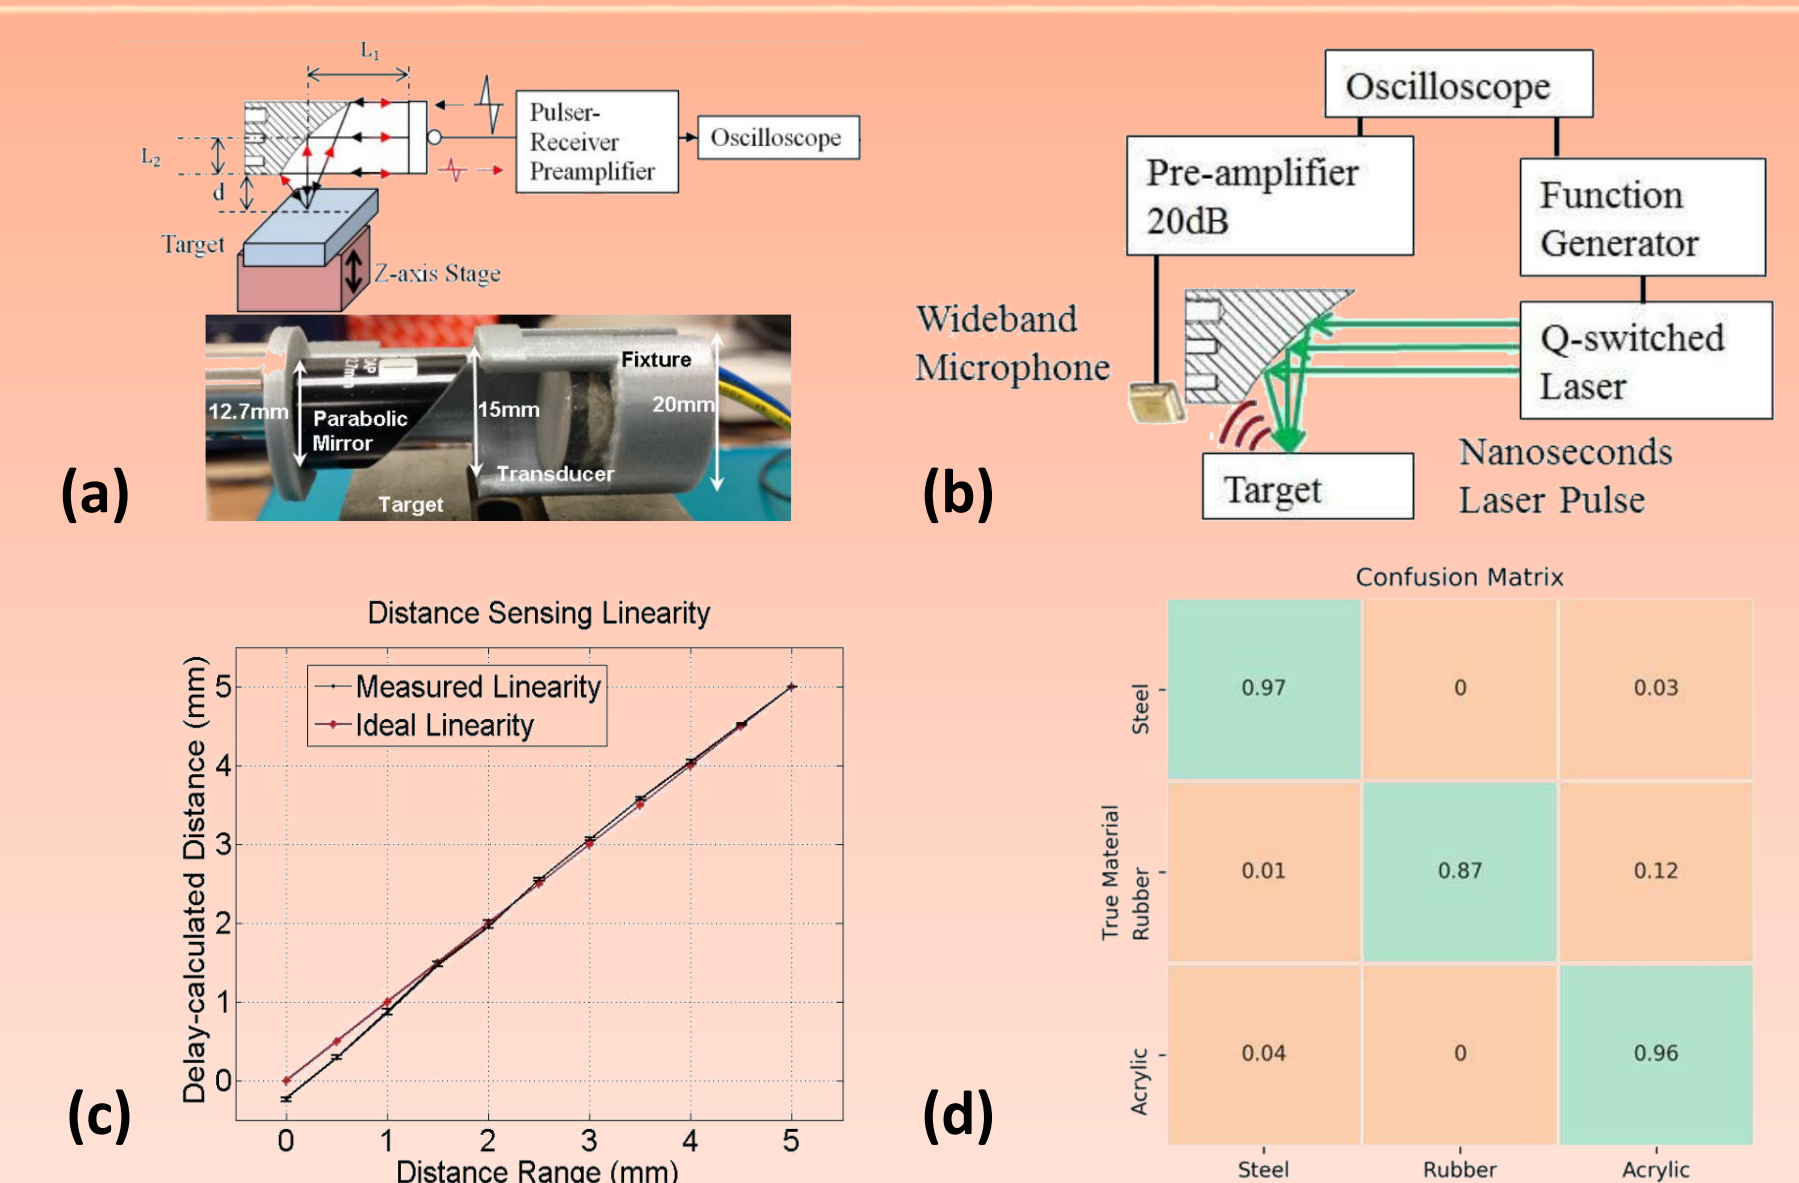 L1
L2
d
Pulser-
Receiver
Preamplifier
Oscilloscope
Target
Z-axis Stage
12.7mm
Parabolic
Mirror
15mm
Fixture
20mm
Transducer
Target
(a)
Oscilloscope
Pre-amplifier
20dB
Function
Generator
Wideband
Microphone
Q-switched
Laser
Nanoseconds
Laser Pulse
Target
(b)
Distance Sensing Linearity
Measured Linearity
Ideal Linearity
Delay-calculated Distance (mm)
5
4
3
2
1
0
0 1 2 3 4 5
Distance Range (mm)
(c)
Confusion Matrix
True Material
Steel
0.97 0 0.03
Rubber
0.01 0.87 0.12
Acrylic
0.04 0 0.96
Steel Rubber Acrylic
(d)